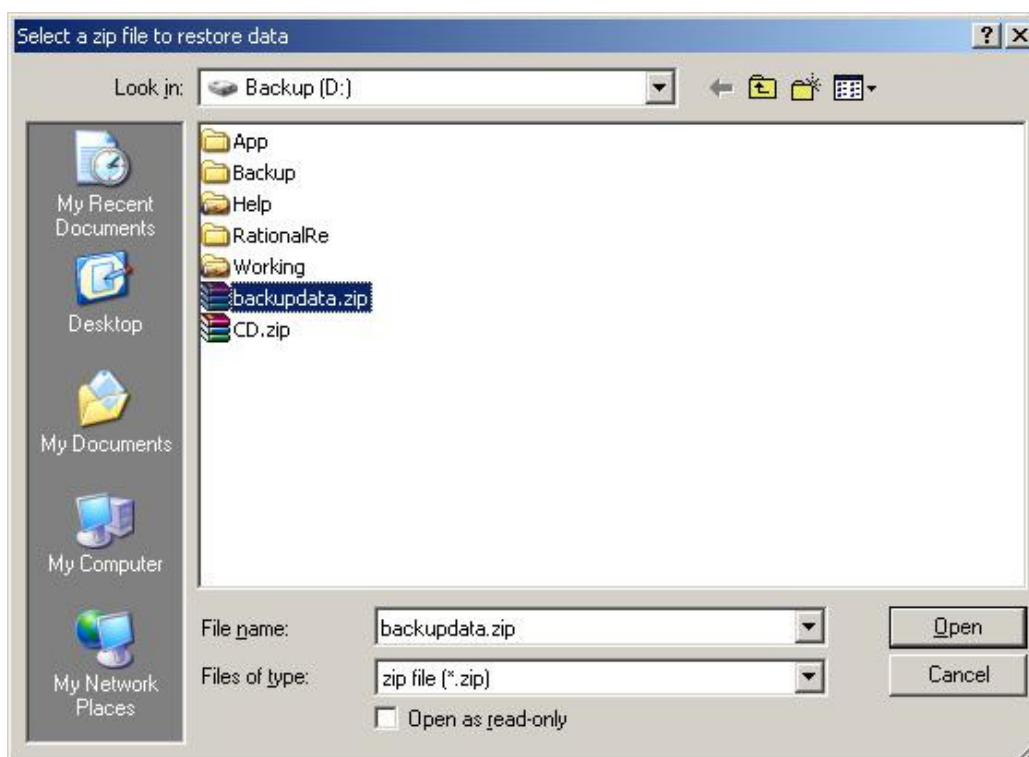 Select a zip file to restore data
Look in:
Backup (D:)
My Recent
Documents
Desktop
My Documents
My Computer
My Network
Places
App
Backup
Help
RationalRe
Working
backupdata.zip
CD.zip
File name:
backupdata.zip
Open
Files of type:
zip file (*.zip)
Cancel
Open as read-only